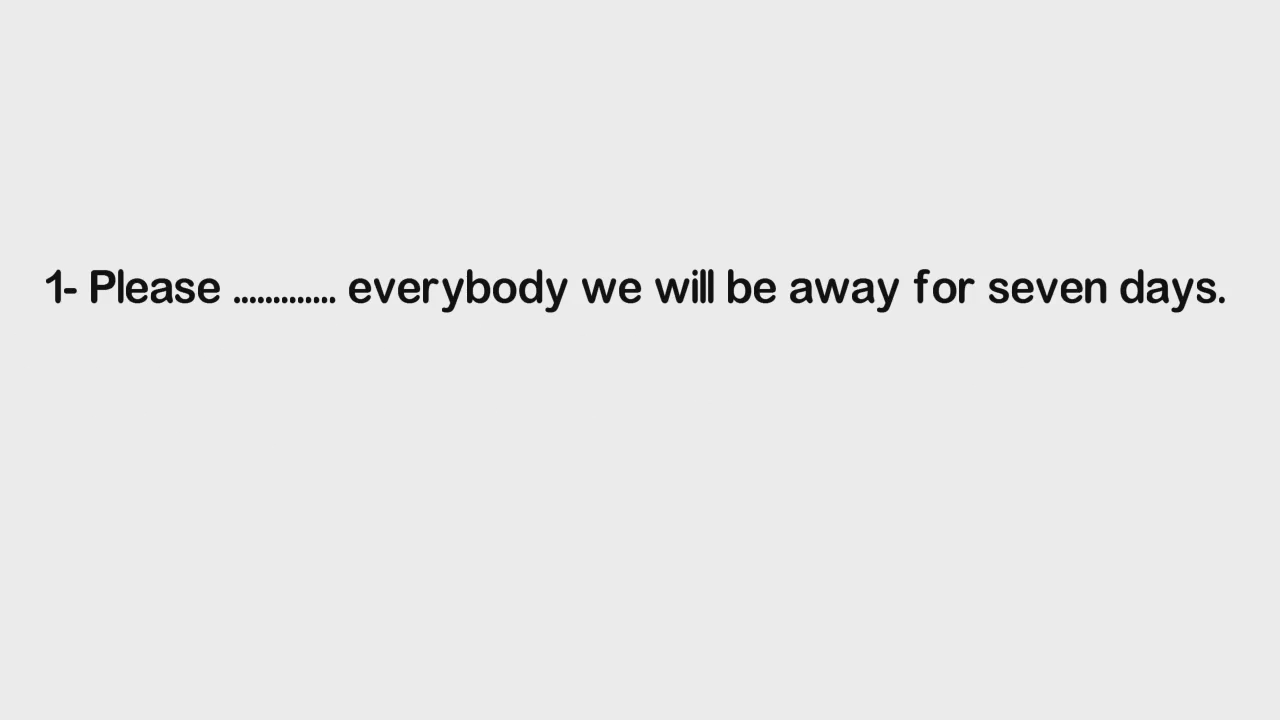 1- Please ............. everybody we will be away for seven days.